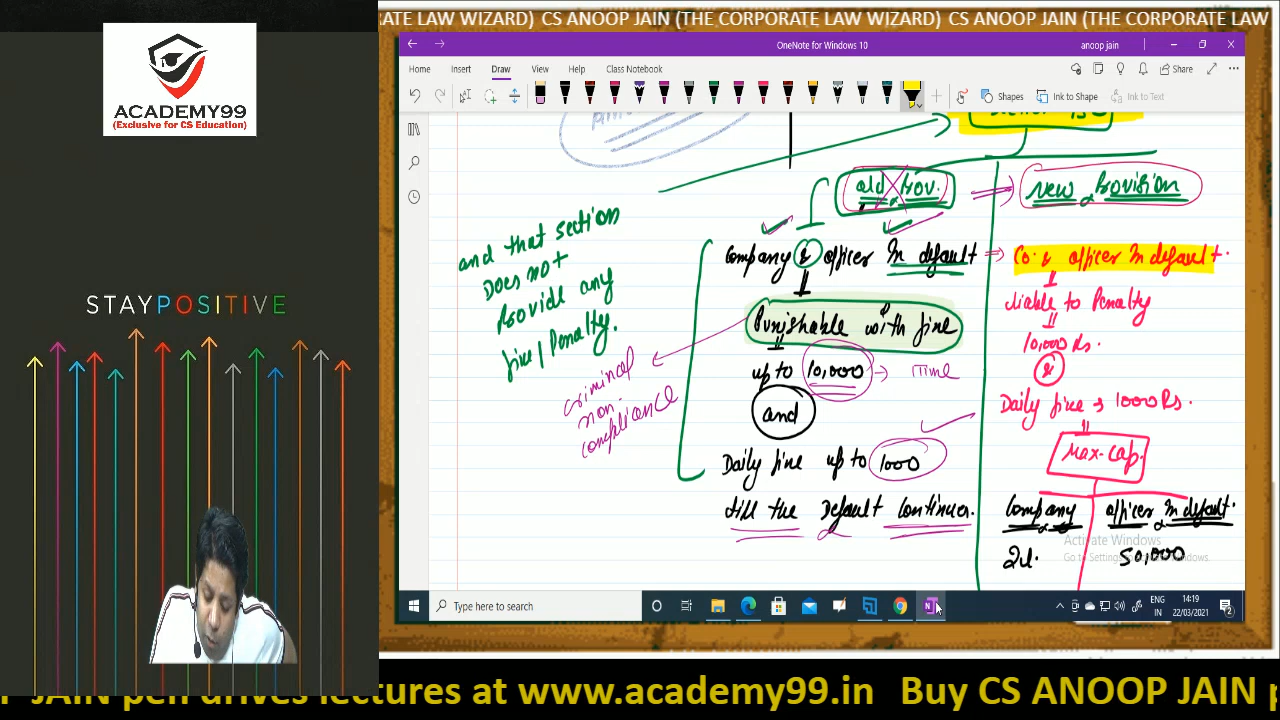 RATE LAW WIZARD) CS ANOOP JAIN (THE CORPORATE LAW WIZARD) CS ANOOP JAIN (THE CORPORATE LAW
ACADEMY99
(Exclusive for CS Education)
STAYPOSITIVE
OneNote for Windows 10
anoop jain
Home Insert Draw View Help Class Notebook
Share
Shapes Ink to Shape Ink to Text
old Prov.
new Provision
and that section
Does not
Provide any
fine/Penalty.
Company & officer In default
Punishable with fine
up to 10,000 Time
and
Daily fine up to 1000
till the Default Continues.
criminal
non-
compliance
Co. & officer In default.
liable to Penalty
10,000 Rs.
&
Daily fine 1000 Rs.
Max. Cap.
Company officer In default.
50,000
Activate Windows
Go to Settings
Windows.
Type here to search
ENG
IN
14:19
22/03/2021
JAIN pen drives lectures at www.academy99.in Buy CS ANOOP JAIN